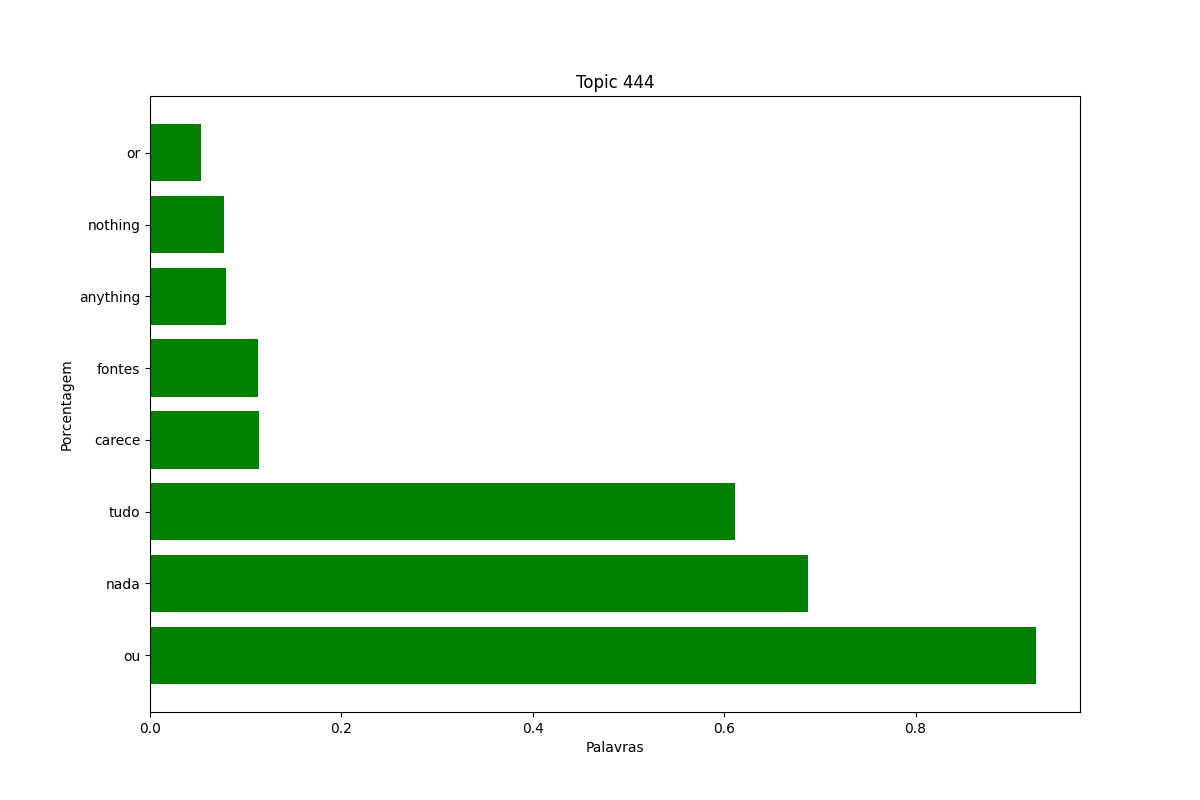 Topic 444
or
nothing
anything
fontes
carece
tudo
nada
ou
Porcentagem
0.0 0.2 0.4 0.6 0.8
Palavras